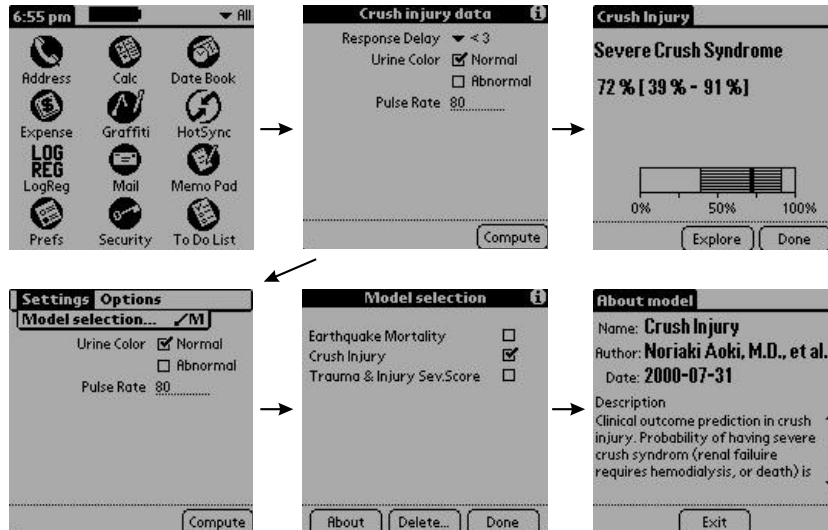 6:55 pm
All
Address Calc Date Book
Expense Graffiti HotSync
LOG REG
LogReg Mail Memo Pad
Prefs Security To Do List
Crush injury data
Response Delay < 3
Urine Color Normal
Abnormal
Pulse Rate 80
Compute
Crush Injury
Severe Crush Syndrome
72 % [ 39 % - 91 %]
0% 50% 100%
Explore Done
Settings Options
Model selection... M
Urine Color Normal
Abnormal
Pulse Rate 80
Compute
Model selection
Earthquake Mortality
Crush Injury
Trauma & Injury Sev.Score
About Delete... Done
About model
Name: Crush Injury
Author: Noriaki Aoki, M.D., et al.
Date: 2000-07-31
Description
Clinical outcome prediction in crush
injury. Probability of having severe
crush syndrom (renal failuire
requires hemodialysis, or death) is
Exit